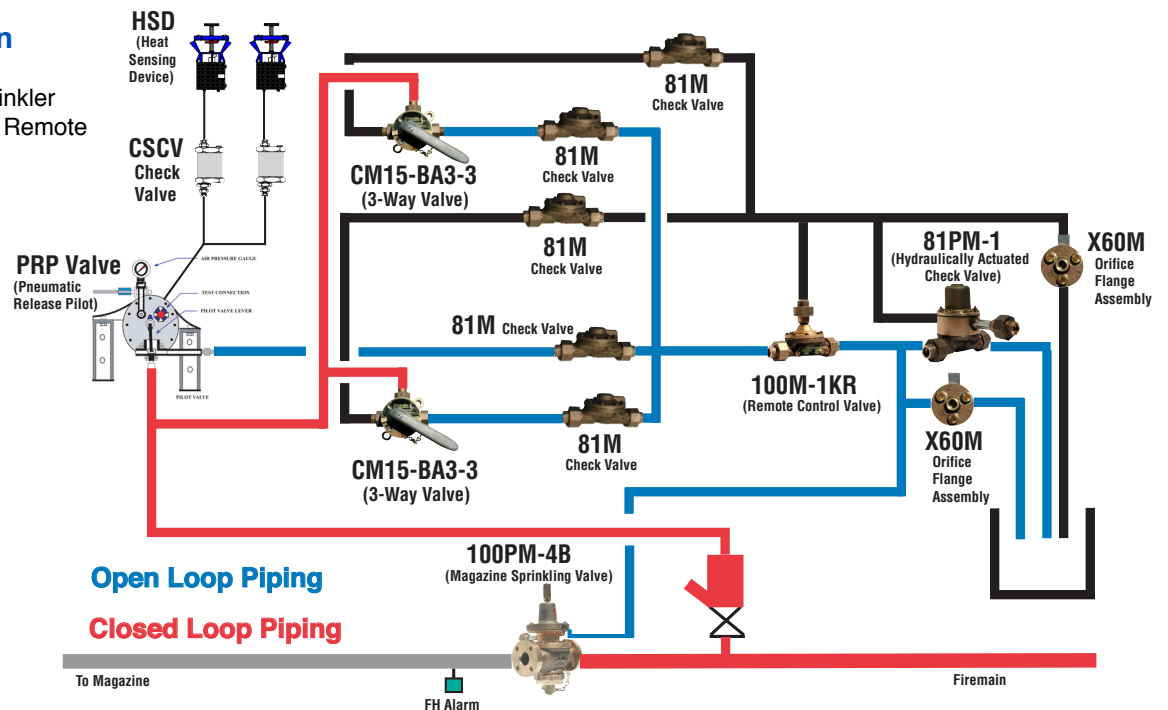 n
inkler
Remote
HSD
(Heat
Sensing
Device)
CSCV
Check
Valve
PRP Valve
(Pneumatic
Release Pilot)
AIR PRESSURE GAUGE
TEST CONNECTION
PILOT VALVE LEVER
PILOT VALVE
81M
Check Valve
CM15-BA3-3
(3-Way Valve)
81M
Check Valve
81M
Check Valve
81M Check Valve
CM15-BA3-3
(3-Way Valve)
81M
Check Valve
100M-1KR
(Remote Control Valve)
81PM-1
(Hydraulically Actuated
Check Valve)
X60M
Orifice
Flange
Assembly
X60M
Orifice
Flange
Assembly
100PM-4B
(Magazine Sprinkling Valve)
Open Loop Piping
Closed Loop Piping
To Magazine
FH Alarm
Firemain